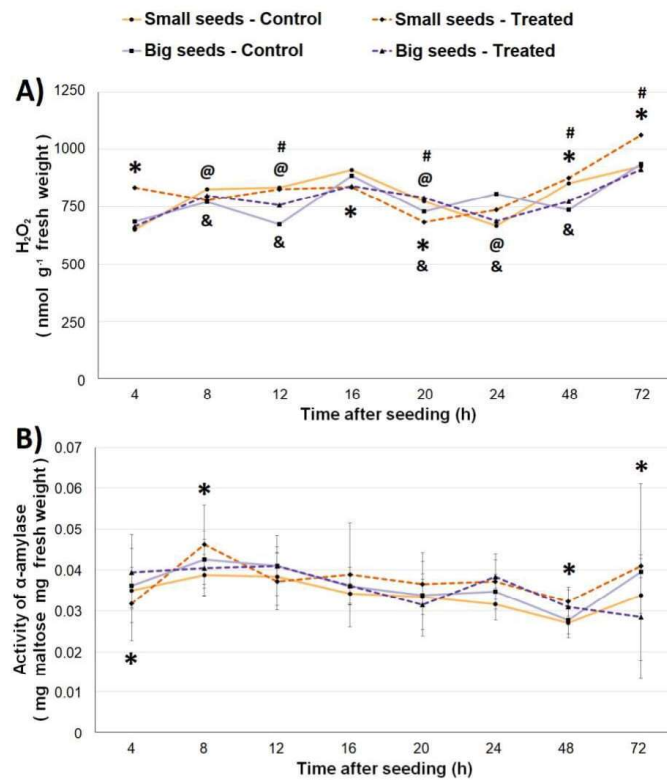 Small seeds - Control
Small seeds - Treated
Big seeds - Control
Big seeds - Treated
A)
H₂O₂
( nmol g⁻¹ fresh weight )
1250
1000
750
500
250
0
*
@
&
#
@
&
*
#
@
*
&
@
&
#
*
&
#
*
4 8 12 16 20 24 48 72
Time after seeding (h)
B)
Activity of α-amylase
( mg maltose mg fresh weight )
0.07
0.06
0.05
0.04
0.03
0.02
0.01
0
*
*
*
*
4 8 12 16 20 24 48 72
Time after seeding (h)